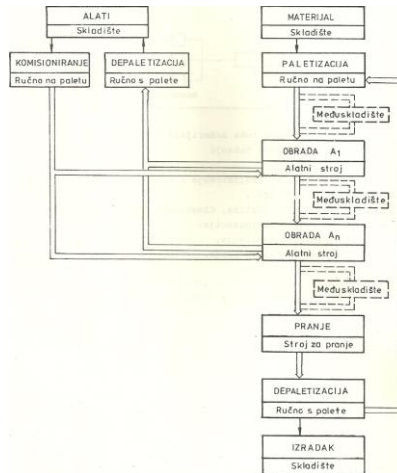 ALATI
Skladište
MATERIJAL
Skladište
KOMISIONIRANJE
Ručno na paletu
DEPALETIZACIJA
Ručno s palete
PALETIZACIJA
Ručno na paletu
Međuskladište
OBRADA A1
Alatni stroj
Međuskladište
OBRADA An
Alatni stroj
Međuskladište
PRANJE
Stroj za pranje
DEPALETIZACIJA
Ručno s palete
IZRADAK
Skladište